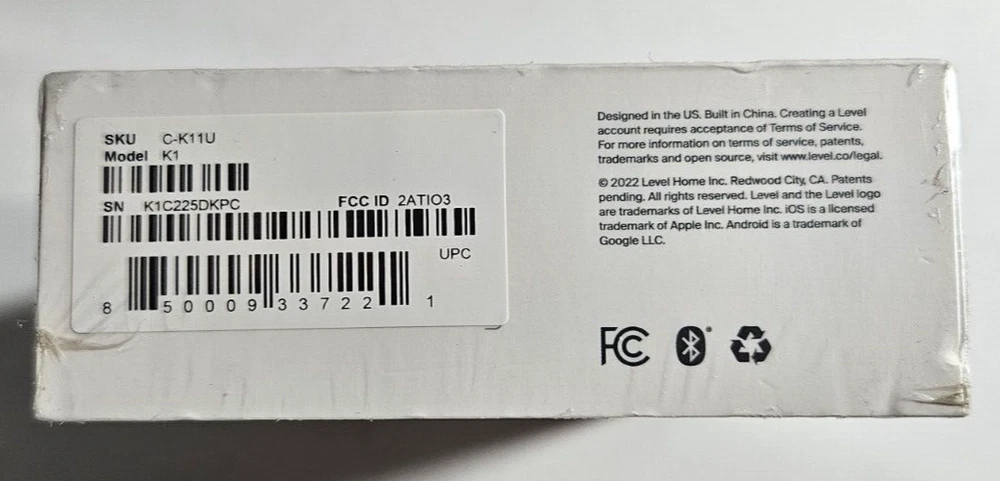 SKU C-K11U
Model K1
SN K1C225DKPC FCC ID 2ATIO3
UPC
8 50009 33722 1
Designed in the US. Built in China. Creating a Level
account requires acceptance of Terms of Service.
For more information on terms of service, patents,
trademarks and open source, visit www.level.co/legal.
© 2022 Level Home Inc. Redwood City, CA. Patents
pending. All rights reserved. Level and the Level logo
are trademarks of Level Home Inc. iOS is a licensed
trademark of Apple Inc. Android is a trademark of
Google LLC.
FC